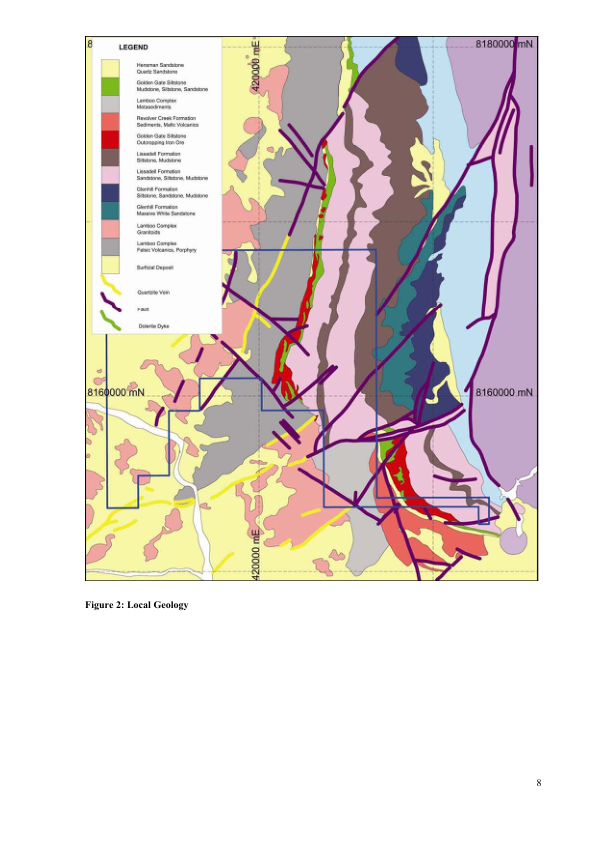 8
8180000 mN
420000 mE
LEGEND
Hensman Sandstone
Quartz Sandstone
Golden Gate Siltstone
Mudstone, Siltstone, Sandstone
Lamboo Complex
Metasediments
Revolver Creek Formation
Sediments, Mafic Volcanics
Golden Gate Siltstone
Outcropping Iron Ore
Lissadell Formation
Siltstone, Mudstone
Lissadell Formation
Sandstone, Siltstone, Mudstone
Glenhill Formation
Siltstone, Sandstone, Mudstone
Glenhill Formation
Massive White Sandstone
Lamboo Complex
Granitoids
Lamboo Complex
Felsic Volcanics, Porphyry
Surficial Deposit
Quartzite Vein
Fault
Dolerite Dyke
8160000 mN
8160000 mN
420000 mE
Figure 2: Local Geology
8